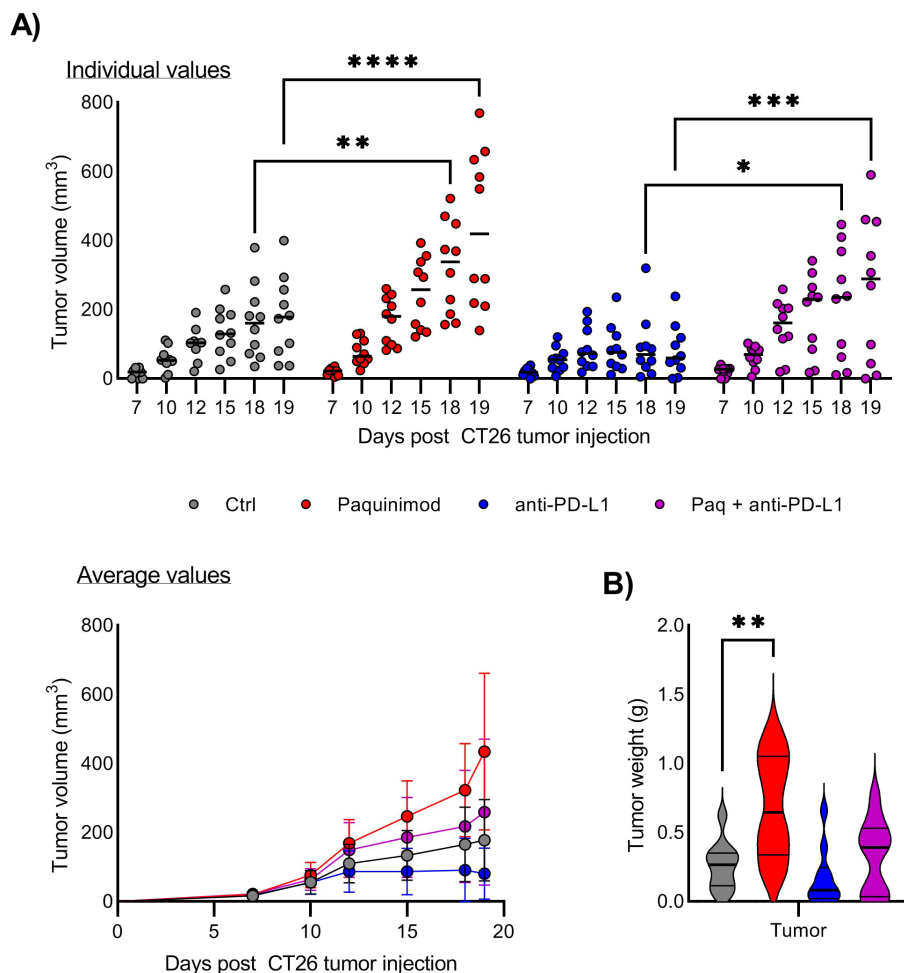 A)
Individual values
Tumor volume (mm³)
800
600
400
200
0
****
**
***
*
7 10 12 15 18 19 7 10 12 15 18 19 7 10 12 15 18 19 7 10 12 15 18 19
Days post CT26 tumor injection
Ctrl Paquinimod anti-PD-L1 Paq + anti-PD-L1
Average values
Tumor volume (mm³)
800
600
400
200
0
0 5 10 15 20
Days post CT26 tumor injection
B)
Tumor weight (g)
2.0
1.5
1.0
0.5
0.0
**
Tumor